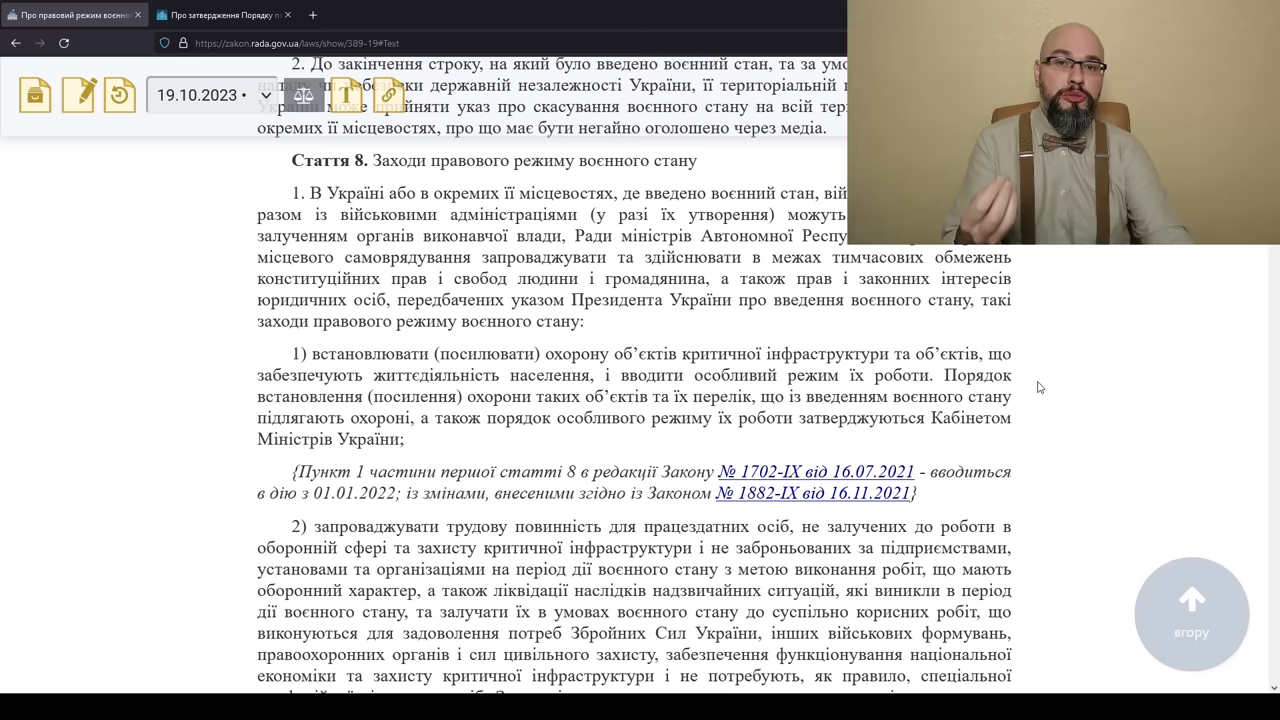 Про правовий режим воєнно
Про затвердження Порядку п
https://zakon.rada.gov.ua/laws/show/389-19#Text
19.10.2023 •
2. До закінчення строку, на який було введено воєнний стан, та за умо
державній незалежності України, її територіальній
прийняти указ про скасування воєнного стану на всій тер
окремих її місцевостях, про що має бути негайно оголошено через медіа.
Стаття 8. Заходи правового режиму воєнного стану
1. В Україні або в окремих її місцевостях, де введено воєнний стан, вій
разом із військовими адміністраціями (у разі їх утворення) можуть
залученням органів виконавчої влади, Ради міністрів Автономної Респу
місцевого самоврядування запроваджувати та здійснювати в межах тимчасових обмежень
конституційних прав і свобод людини і громадянина, а також прав і законних інтересів
юридичних осіб, передбачених указом Президента України про введення воєнного стану, такі
заходи правового режиму воєнного стану:
1) встановлювати (посилювати) охорону об’єктів критичної інфраструктури та об’єктів, що
забезпечують життєдіяльність населення, і вводити особливий режим їх роботи. Порядок
встановлення (посилення) охорони таких об’єктів та їх перелік, що із введенням воєнного стану
підлягають охороні, а також порядок особливого режиму їх роботи затверджуються Кабінетом
Міністрів України;
{Пункт 1 частини першої статті 8 в редакції Закону № 1702-IX від 16.07.2021 - вводиться
в дію з 01.01.2022; із змінами, внесеними згідно із Законом № 1882-IX від 16.11.2021}
2) запроваджувати трудову повинність для працездатних осіб, не залучених до роботи в
оборонній сфері та захисту критичної інфраструктури і не заброньованих за підприємствами,
установами та організаціями на період дії воєнного стану з метою виконання робіт, що мають
оборонний характер, а також ліквідації наслідків надзвичайних ситуацій, які виникли в період
дії воєнного стану, та залучати їх в умовах воєнного стану до суспільно корисних робіт, що
виконуються для задоволення потреб Збройних Сил України, інших військових формувань,
правоохоронних органів і сил цивільного захисту, забезпечення функціонування національної
економіки та захисту критичної інфраструктури і не потребують, як правило, спеціальної
вгору